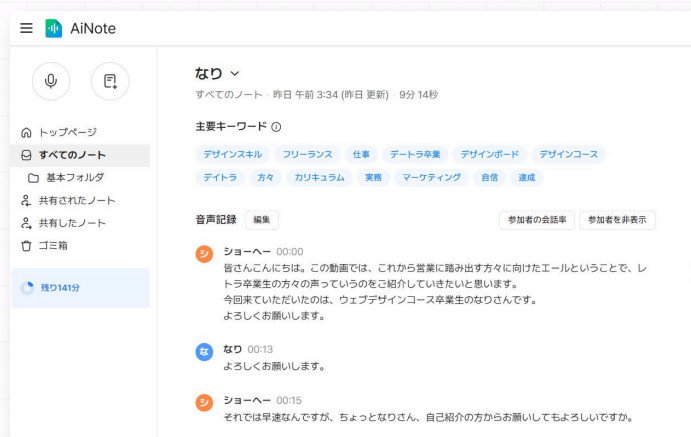 AiNote
なり
すべてのノート · 昨日 午前 3:34 (昨日 更新) · 9分 14秒
主要キーワード
デザインスキル フリーランス 仕事 デートラ卒業 デザインボード デザインコース
デイトラ 方々 カリキュラム 実務 マーケティング 自信 達成
トップページ
すべてのノート
基本フォルダ
共有されたノート
共有したノート
ゴミ箱
残り141分
音声記録 編集 参加者の会話率 参加者を非表示
シ ショーヘー 00:00
皆さんこんにちは。この動画では、これから営業に踏み出す方々に向けたエールということで、レ
トラ卒業生の方々の声っていうのをご紹介していきたいと思います。
今回来ていただいたのは、ウェブデザインコース卒業生のなりさんです。
よろしくお願いします。
な なり 00:13
よろしくお願いします。
シ ショーヘー 00:15
それでは早速なんですが、ちょっとなりさん、自己紹介の方からお願いしてもよろしいですか。